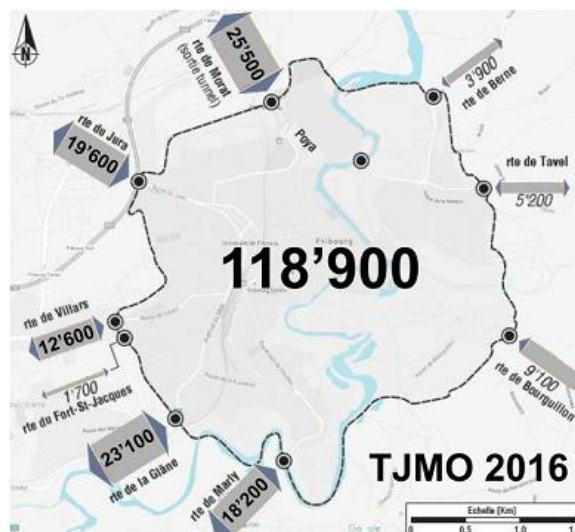 N
25'500
rte de Morat
(sortie tunnel)
3'900
rte de Berne
rte du Jura
19'600
Poya
rte de Tavel
5'200
Fribourg
118'900
rte de Villars
12'600
1'700
rte du Fort-St-Jacques
9'100
rte de Bourguillon
23'100
rte de la Glâne
rte de Marly
18'200
TJMO 2016
Echelle [Km]
0 0.5 1.0 1